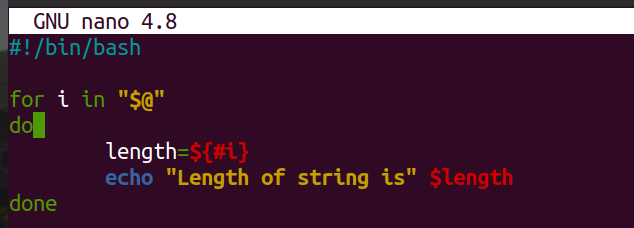 GNU nano 4.8
#!/bin/bash
for i in "$@"
do
length=${#i}
echo "Length of string is" $length
done